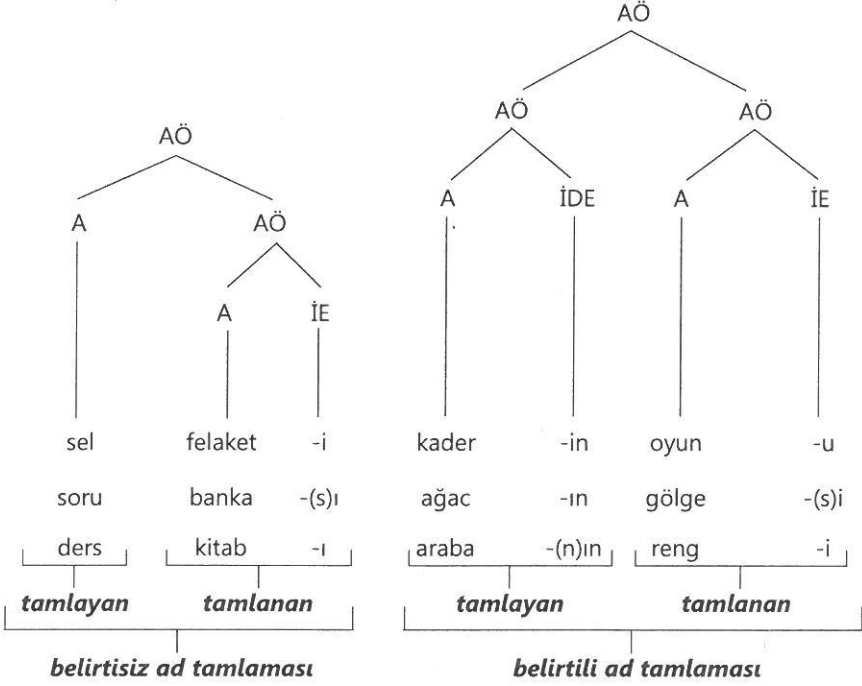 AÖ
AÖ AÖ
AÖ
A İDE A İE
A AÖ
A İE
sel felaket -i kader -in oyun -u
soru banka -(s)ı ağac -ın gölge -(s)i
ders kitab -ı araba -(n)ın reng -i
tamlayan tamlanan tamlayan tamlanan
belirtisiz ad tamlaması belirtili ad tamlaması